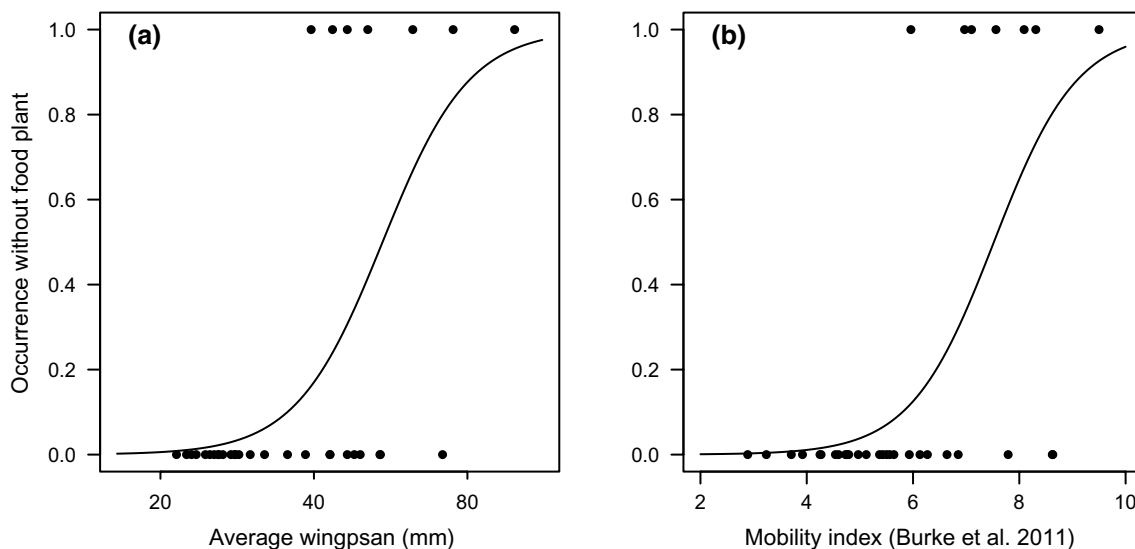 (a)
1.0
0.8
0.6
0.4
0.2
0.0
Occurrence without food plant
20 40 80
Average wingpsan (mm)
(b)
1.0
0.8
0.6
0.4
0.2
0.0
2 4 6 8 10
Mobility index (Burke et al. 2011)